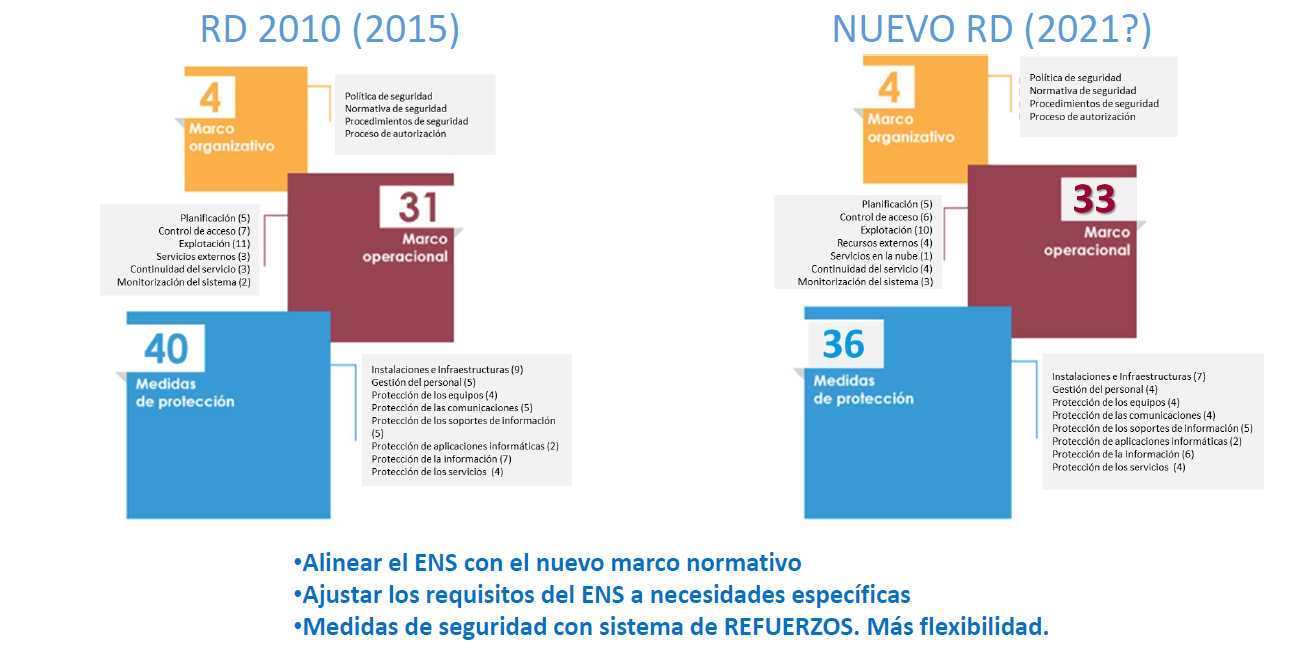 RD 2010 (2015)
4
Marco
organizativo
Política de seguridad
Normativa de seguridad
Procedimientos de seguridad
Proceso de autorización
31
Marco
operacional
Planificación (5)
Control de acceso (7)
Explotación (11)
Servicios externos (3)
Continuidad del servicio (3)
Monitorización del sistema (2)
40
Medidas
de protección
Instalaciones e Infraestructuras (9)
Gestión del personal (5)
Protección de los equipos (4)
Protección de las comunicaciones (5)
Protección de los soportes de información
(5)
Protección de aplicaciones informáticas (2)
Protección de la información (7)
Protección de los servicios (4)
NUEVO RD (2021?)
4
Marco
organizativo
Política de seguridad
Normativa de seguridad
Procedimientos de seguridad
Proceso de autorización
33
Marco
operacional
Planificación (5)
Control de acceso (6)
Explotación (10)
Recursos externos (4)
Servicios en la nube (1)
Continuidad del servicio (4)
Monitorización del sistema (3)
36
Medidas
de protección
Instalaciones e Infraestructuras (7)
Gestión del personal (4)
Protección de los equipos (4)
Protección de las comunicaciones (4)
Protección de los soportes de información (5)
Protección de aplicaciones informáticas (2)
Protección de la información (6)
Protección de los servicios (4)
•Alinear el ENS con el nuevo marco normativo
•Ajustar los requisitos del ENS a necesidades específicas
•Medidas de seguridad con sistema de REFUERZOS. Más flexibilidad.